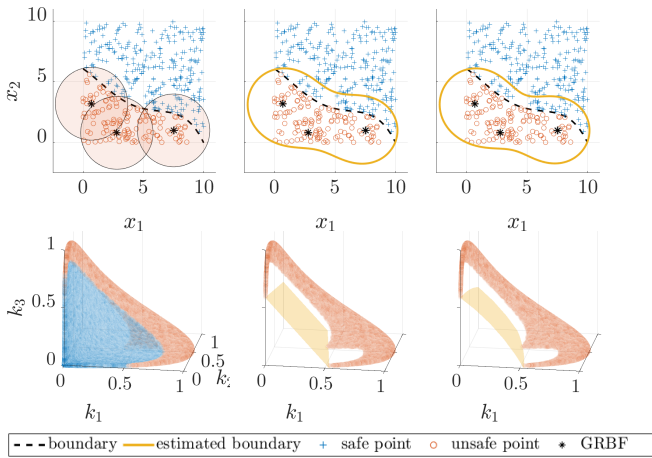 10
5
0
x₂
0 5 10
0 5 10
0 5 10
x₁ x₁ x₁
1
0.5
0
k₃
0 0.5 1
0 0.5 1
k₁
0 0.5 1
k₁
0 0.5 1
k₁
boundary estimated boundary safe point unsafe point GRBF